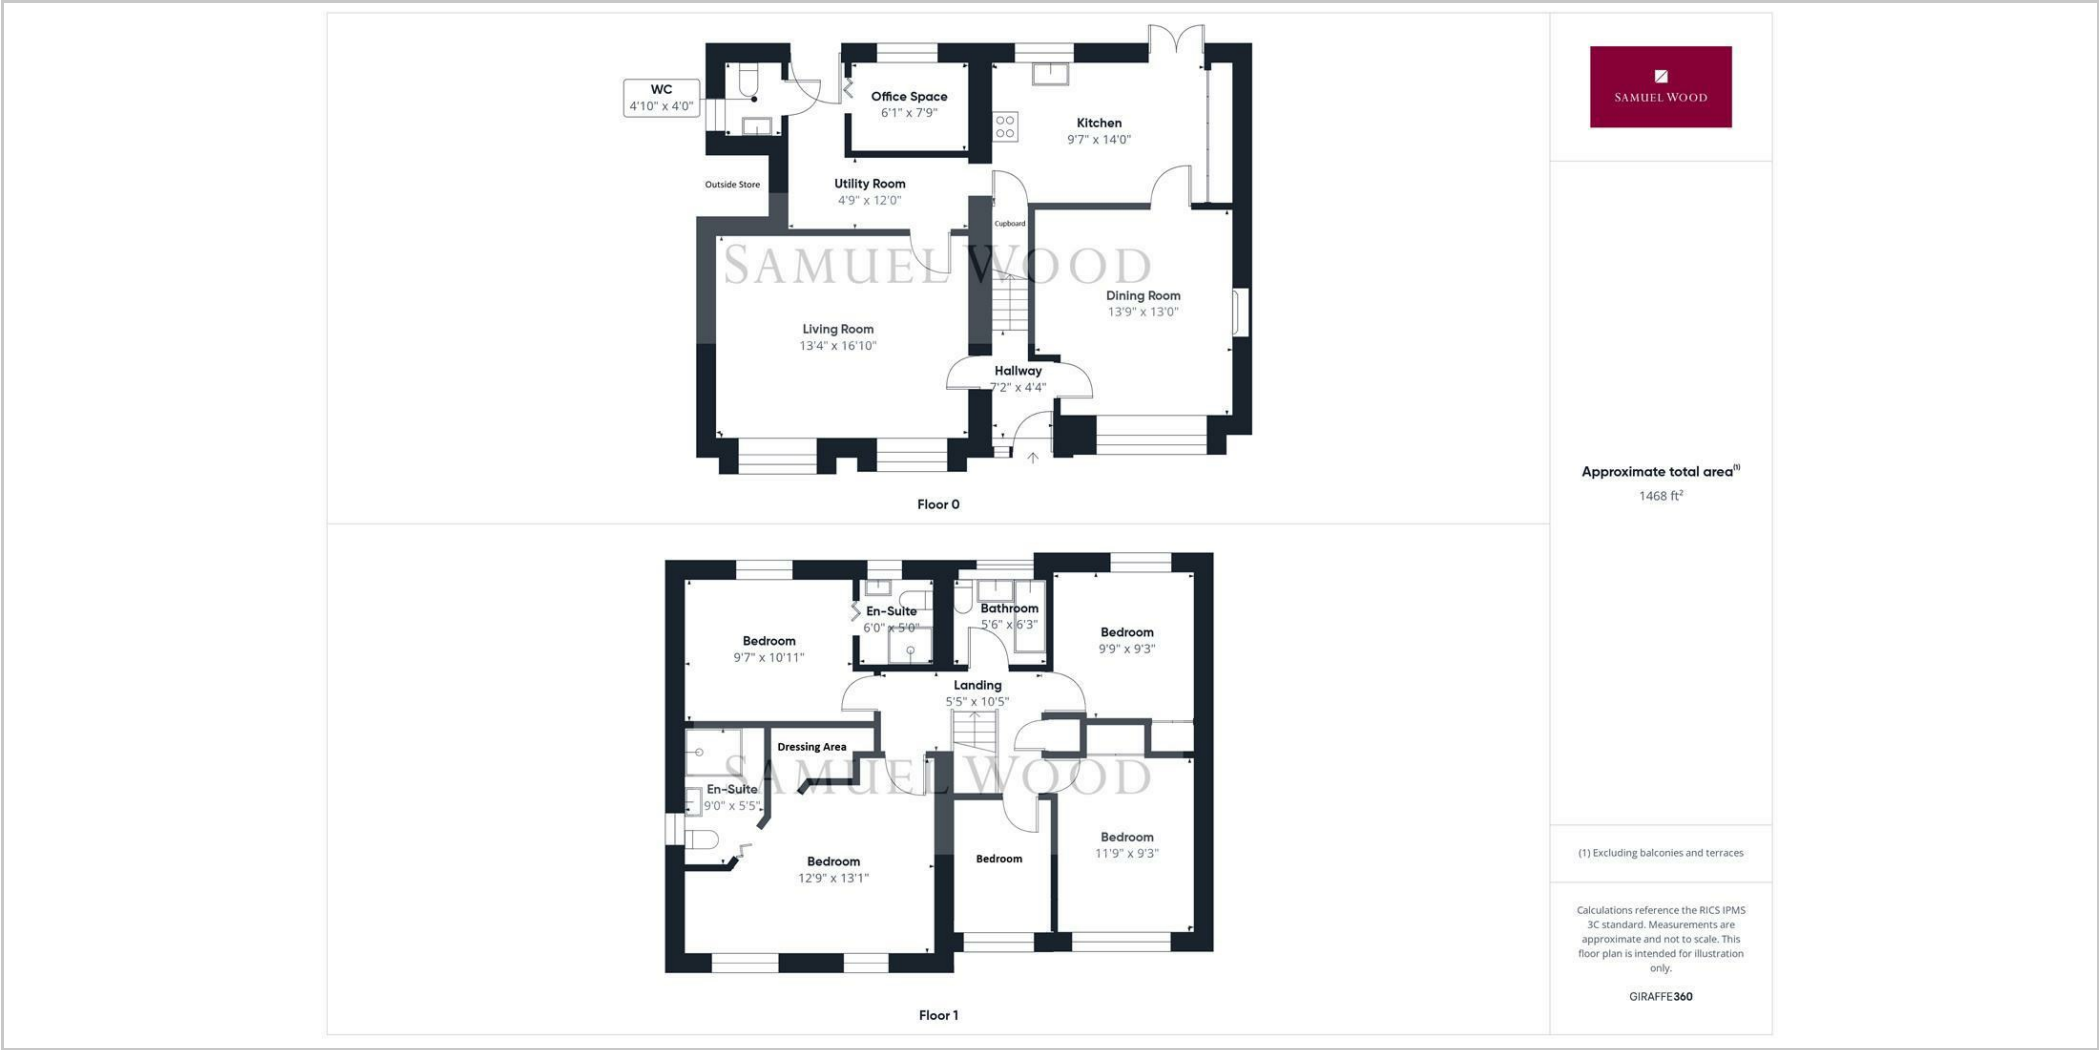 WC
4'10" x 4'0"
Office Space
6'1" x 7'9"
Kitchen
9'7" x 14'0"
Outside Store
Utility Room
4'9" x 12'0"
Cupboard
SAMUEL WOOD
Dining Room
13'9" x 13'0"
Living Room
13'4" x 16'10"
Hallway
7'2" x 4'4"
Floor 0
En-Suite
6'0" x 5'0"
Bathroom
5'6" x 6'3"
Bedroom
9'7" x 10'11"
Bedroom
9'9" x 9'3"
Landing
5'5" x 10'5"
Dressing Area
SAMUEL WOOD
En-Suite
9'0" x 5'5"
Bedroom
12'9" x 13'1"
Bedroom
Bedroom
11'9" x 9'3"
Floor 1
SAMUEL WOOD
Approximate total area(1)
1468 ft²
(1) Excluding balconies and terraces
Calculations reference the RICS IPMS
3C standard. Measurements are
approximate and not to scale. This
floor plan is intended for illustration
only.
GIRAFFE360